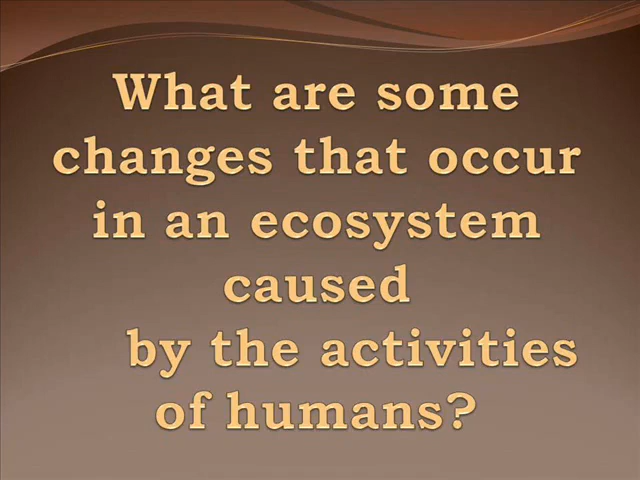 What are some
changes that occur
in an ecosystem
caused
by the activities
of humans?